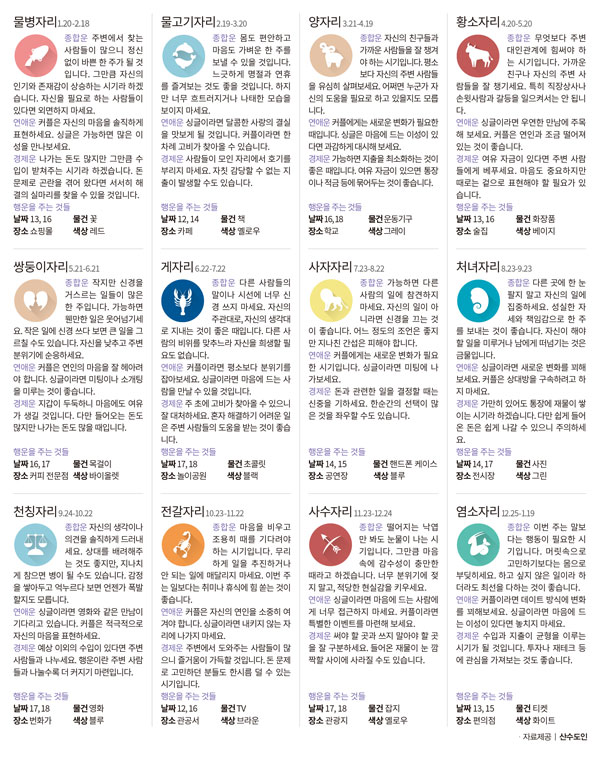 물병자리1.20-2.18
종합운 주변에서 찾는
사람들이 많으니 정신
없이 바쁜 한 주가 될 것
입니다. 그만큼 자신의
인기와 존재감이 상승하는 시기라 하겠
습니다. 자신을 필요로 하는 사람들이
있다면 외면하지 마세요.
연애운 커플은 자신의 마음을 솔직하게
표현하세요. 싱글은 가능하면 많은 이
성을 만나보세요.
경제운 나가는 돈도 많지만 그만큼 수
입이 받쳐주는 시기라 하겠습니다. 돈
문제로 곤란을 겪어 왔다면 서서히 해
결의 실마리를 찾을 수 있을 것입니다.
행운을 주는 것들
날짜 13, 16 물건 꽃
장소 쇼핑몰 색상 레드
물고기자리2.19-3.20
종합운 몸도 편안하고
마음도 가벼운 한 주를
보낼 수 있을 것입니다.
느긋하게 명절과 연휴
를 즐겨보는 것도 좋을 것입니다. 하지
만 너무 흐트러지거나 나태한 모습을
보이지 마세요.
연애운 싱글이라면 달콤한 사랑의 결실
을 맛보게 될 것입니다. 커플이라면 한
차례 고비가 찾아올 수 있습니다.
경제운 사람들이 모인 자리에서 호기를
부리지 마세요. 자칫 감당할 수 없는 지
출이 발생할 수도 있습니다.
행운을 주는 것들
날짜 12, 14 물건 책
장소 카페 색상 옐로우
양자리3.21-4.19
종합운 자신의 친구들과
가까운 사람들을 잘 챙겨
야 하는 시기입니다. 평소
보다 자신의 주변 사람들
을 유심히 살펴보세요. 어쩌면 누군가 자
신의 도움을 필요로 하고 있을지도 모릅
니다.
연애운 커플에게는 새로운 변화가 필요한
때입니다. 싱글은 마음에 드는 이성이 있
다면 과감하게 대시해 보세요.
경제운 가능하면 지출을 최소화하는 것이
좋은 때입니다. 여유 자금이 있으면 통장
이나 적금 등에 묶어두는 것이 좋습니다.
행운을 주는 것들
날짜16,18 물건운동기구
장소학교 색상그레이
황소자리4.20-5.20
종합운 무엇보다 주변
대인관계에 힘써야 하
는 시기입니다. 가까운
친구나 자신의 주변 사
람들을 잘 챙기세요. 특히 직장상사나
손윗사람과 갈등을 일으켜서는 안 됩니
다.
연애운 싱글이라면 우연한 만남에 주목
해 보세요. 커플은 연인과 조금 떨어져
있는 것이 좋습니다.
경제운 여유 자금이 있다면 주변 사람
들에게 베푸세요. 마음도 중요하지만
때로는 겉으로 표현해야 할 필요가 있
습니다.
행운을 주는 것들
날짜 13, 16 물건 화장품
장소 술집 색상 베이지
쌍둥이자리5.21-6.21
종합운 작지만 신경을
거스르는 일들이 많은
한 주입니다. 가능하면
웬만한 일은 웃어넘기세
요. 작은 일에 신경 쓰다 보면 큰 일을 그
르칠 수도 있습니다. 자신을 낮추고 주변
분위기에 순응하세요.
연애운 커플은 연인의 마음을 잘 헤아려
야 합니다. 싱글이라면 미팅이나 소개팅
을 미루는 것이 좋습니다.
경제운 지갑이 두둑하니 마음에도 여유
가 생길 것입니다. 다만 들어오는 돈도
많지만 나가는 돈도 많을 때입니다.
행운을 주는 것들
날짜 16, 17 물건 목걸이
장소 커피 전문점 색상 바이올렛
게자리6.22-7.22
종합운 다른 사람들의
말이나 시선에 너무 신
경 쓰지 마세요. 자신의
주관대로, 자신의 생각대
로 지내는 것이 좋은 때입니다. 다른 사
람의 비위를 맞추느라 자신을 희생할 필
요도 없습니다.
연애운 커플이라면 평소보다 분위기를
잡아보세요. 싱글이라면 마음에 드는 사
람을 만날 수 있을 것입니다.
경제운 주 초에 고비가 찾아올 수 있으니
잘 대처하세요. 혼자 해결하기 어려운 일
은 주변 사람들의 도움을 받는 것이 좋습
니다.
행운을 주는 것들
날짜 17, 18 물건 초콜릿
장소 놀이공원 색상 블랙
사자자리7.23-8.22
종합운 가능하면 다른
사람의 일에 참견하지
마세요. 자신의 일이 아
니라면 신경을 끄는 것
이 좋습니다. 어느 정도의 조언은 좋지
만 지나친 간섭은 피해야 합니다.
연애운 커플에게는 새로운 변화가 필요
한 시기입니다. 싱글이라면 미팅에 나
가보세요.
경제운 돈과 관련한 일을 결정할 때는
신중을 기하세요. 한순간의 선택이 많
은 것을 좌우할 수도 있습니다.
행운을 주는 것들
날짜 14, 15 물건 핸드폰 케이스
장소 공연장 색상 블루
처녀자리8.23-9.23
종합운 다른 곳에 한 눈
팔지 말고 자신의 일에
집중하세요. 성실한 자
세와 책임감으로 한 주
를 보내는 것이 좋습니다. 자신이 해야
할 일을 미루거나 남에게 떠넘기는 것은
금물입니다.
연애운 싱글이라면 새로운 변화를 꾀해
보세요. 커플은 상대방을 구속하려고 하
지 마세요.
경제운 가만히 있어도 통장에 재물이 쌓
이는 시기라 하겠습니다. 다만 쉽게 들어
온 돈은 쉽게 나갈 수 있으니 주의하세
요.
행운을 주는 것들
날짜 14,17 물건 사진
장소 전시장 색상 그린
천칭자리9.24-10.22
종합운 자신의 생각이나
의견을 솔직하게 드러내
세요. 상대를 배려해주
는 것도 좋지만, 지나치
게 참으면 병이 될 수도 있습니다. 감정
을 쌓아두고 억누르다 보면 언젠가 폭발
할지도 모릅니다.
연애운 싱글이라면 영화와 같은 만남이
기다리고 있습니다. 커플은 적극적으로
자신의 마음을 표현하세요.
경제운 예상 이외의 수입이 있다면 주변
사람들과 나누세요. 행운이란 주변 사람
들과 나눌수록 더 커지기 마련입니다.
행운을 주는 것들
날짜 17,18 물건 영화
장소 번화가 색상 블루
전갈자리10.23-11.22
종합운 마음을 비우고
조용히 때를 기다려야
하는 시기입니다. 무리
하게 일을 추진하거나
안 되는 일에 매달리지 마세요. 이번 주
는 일보다는 취미나 휴식에 힘 쏟는 것이
좋습니다.
연애운 커플은 자신의 연인을 소중히 여
겨야 합니다. 싱글이라면 내키지 않는 자
리에 나가지 마세요.
경제운 주변에서 도와주는 사람들이 많
으니 즐거움이 가득할 것입니다. 돈 문제
로 고민하던 분들도 한시름 덜 수 있는
시기입니다.
행운을 주는 것들
날짜 12, 16 물건 TV
장소 관공서 색상 브라운
사수자리11.23-12.24
종합운 떨어지는 낙엽
만 봐도 눈물이 나는 시
기입니다. 그만큼 마음
속에 감수성이 충만한
때라고 하겠습니다. 너무 분위기에 젖
지 말고, 적당한 현실감을 키우세요.
연애운 싱글이라면 마음에 드는 사람에
게 너무 접근하지 마세요. 커플이라면
특별한 이벤트를 마련해 보세요.
경제운 써야 할 곳과 쓰지 말아야 할 곳
을 잘 구분하세요. 들어온 재물이 눈 깜
짝할 사이에 사라질 수도 있습니다.
행운을 주는 것들
날짜 17, 18 물건 잡지
장소 관광지 색상 옐로우
염소자리12.25-1.19
종합운 이번 주는 말보
다는 행동이 필요한 시
기입니다. 머릿속으로
고민하기보다는 몸으로
부딪히세요. 하고 싶지 않은 일이라 하
더라도 최선을 다하는 것이 좋습니다.
연애운 커플이라면 데이트 방식에 변화
를 꾀해보세요. 싱글이라면 마음에 드
는 이성이 있다면 놓치지 마세요.
경제운 수입과 지출이 균형을 이루는
시기가 될 것입니다. 투자나 재테크 등
에 관심을 가져보는 것도 좋습니다.
행운을 주는 것들
날짜 13, 15 물건 티켓
장소 편의점 색상 화이트
· 자료제공 | 산수도인